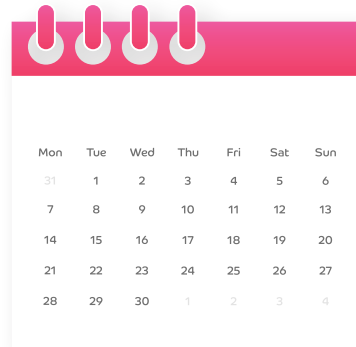 Mon Tue Wed Thu Fri Sat Sun
31 1 2 3 4 5 6
7 8 9 10 11 12 13
14 15 16 17 18 19 20
21 22 23 24 25 26 27
28 29 30 1 2 3 4